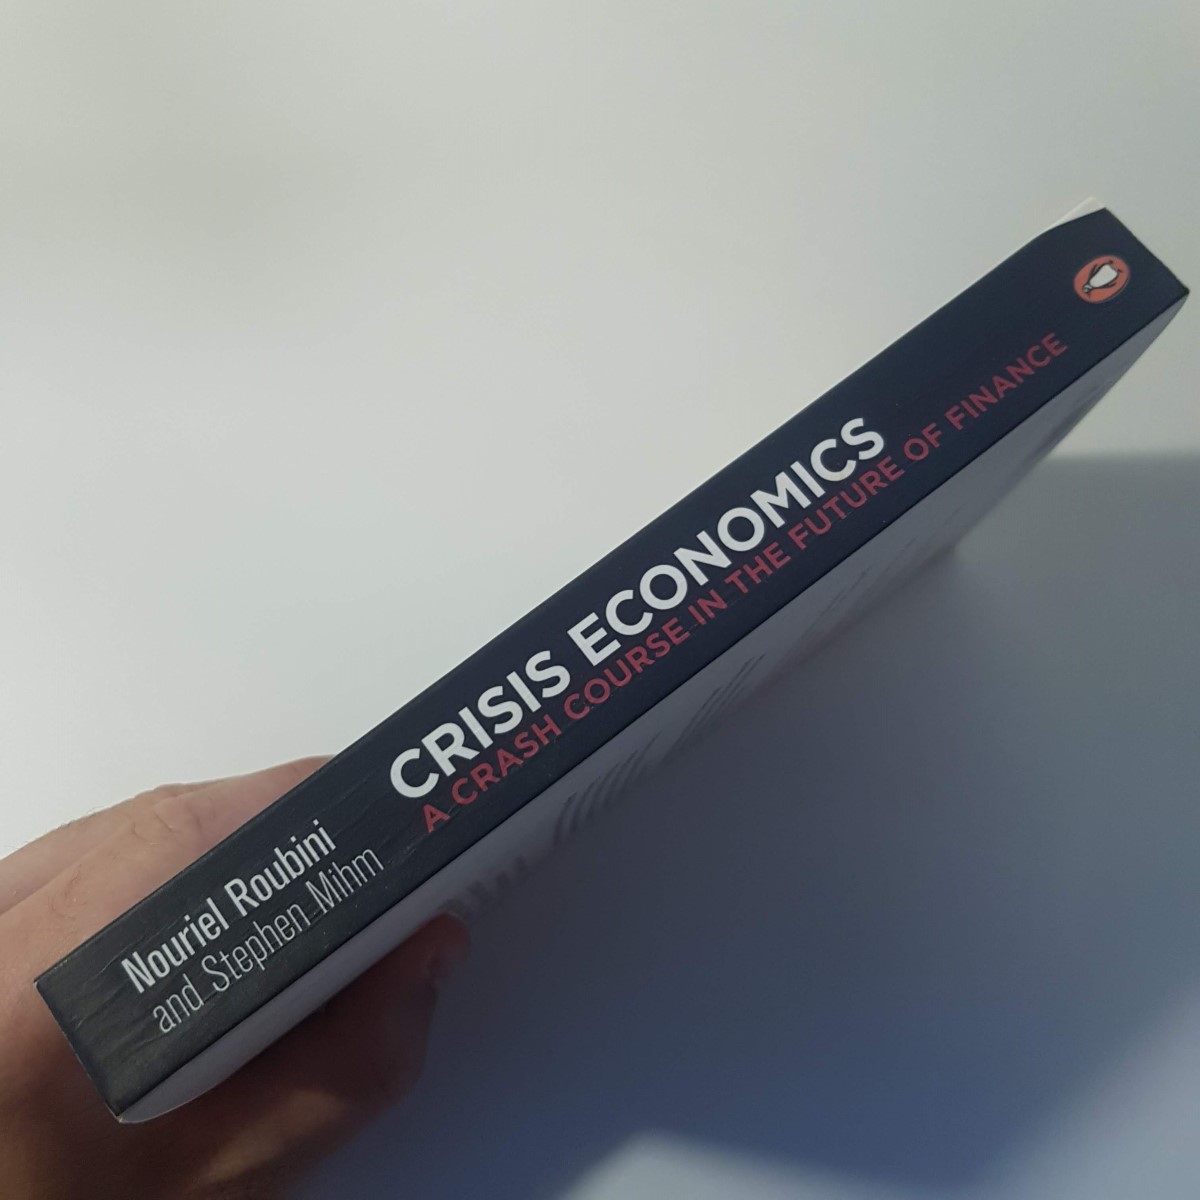 Nouriel Roubini
and Stephen Mihm
CRISIS ECONOMICS
A CRASH COURSE IN THE FUTURE OF FINANCE